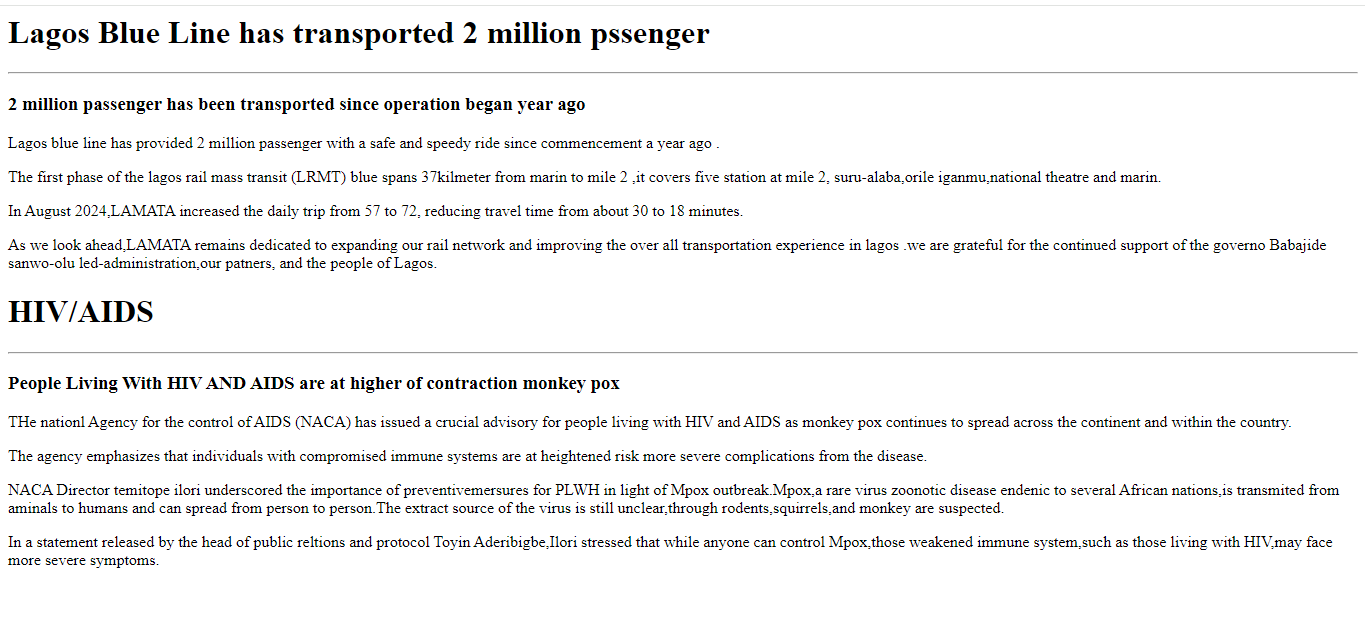 Lagos Blue Line has transported 2 million pssenger
2 million passenger has been transported since operation began year ago
Lagos blue line has provided 2 million passenger with a safe and speedy ride since commencement a year ago .
The first phase of the lagos rail mass transit (LRMT) blue spans 37kilmeter from marin to mile 2 ,it covers five station at mile 2, suru-alaba,orile iganmu,national theatre and marin.
In August 2024,LAMATA increased the daily trip from 57 to 72, reducing travel time from about 30 to 18 minutes.
As we look ahead,LAMATA remains dedicated to expanding our rail network and improving the over all transportation experience in lagos .we are grateful for the continued support of the governo Babajide
sanwo-olu led-administration,our patners, and the people of Lagos.
HIV/AIDS
People Living With HIV AND AIDS are at higher of contraction monkey pox
THe nationl Agency for the control of AIDS (NACA) has issued a crucial advisory for people living with HIV and AIDS as monkey pox continues to spread across the continent and within the country.
The agency emphasizes that individuals with compromised immune systems are at heightened risk more severe complications from the disease.
NACA Director temitope ilori underscored the importance of preventivemersures for PLWH in light of Mpox outbreak.Mpox,a rare virus zoonotic disease endenic to several African nations,is transmited from
aminals to humans and can spread from person to person.The extract source of the virus is still unclear,through rodents,squirrels,and monkey are suspected.
In a statement released by the head of public reltions and protocol Toyin Aderibigbe,Ilori stressed that while anyone can control Mpox,those weakened immune system,such as those living with HIV,may face
more severe symptoms.